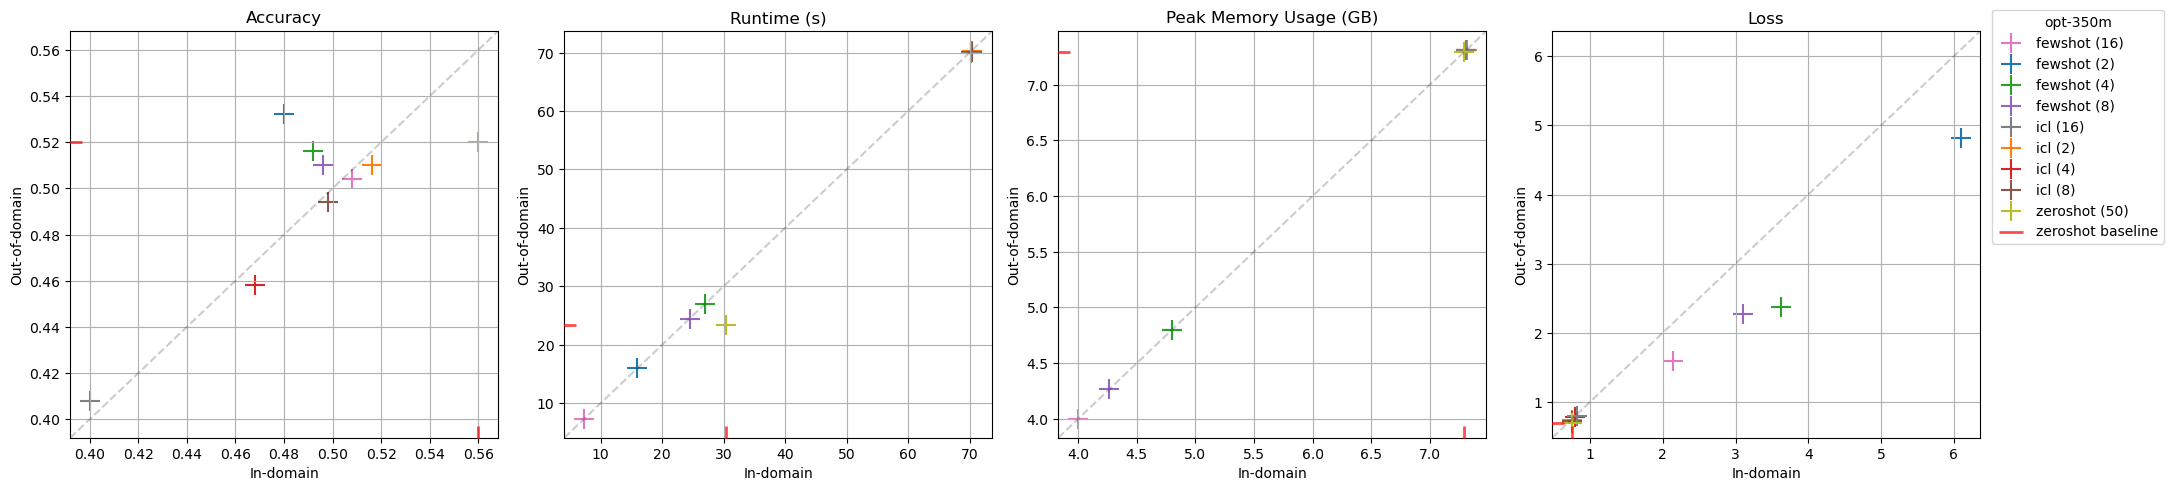 Accuracy
0.56
0.54
0.52
0.50
0.48
0.46
0.44
0.42
0.40
Out-of-domain
0.40 0.42 0.44 0.46 0.48 0.50 0.52 0.54 0.56
In-domain
Runtime (s)
70
60
50
40
30
20
10
Out-of-domain
10 20 30 40 50 60 70
In-domain
Peak Memory Usage (GB)
7.0
6.5
6.0
5.5
5.0
4.5
4.0
Out-of-domain
4.0 4.5 5.0 5.5 6.0 6.5 7.0
In-domain
Loss
6
5
4
3
2
1
Out-of-domain
1 2 3 4 5 6
In-domain
opt-350m
fewshot (16)
fewshot (2)
fewshot (4)
fewshot (8)
icl (16)
icl (2)
icl (4)
icl (8)
zeroshot (50)
zeroshot baseline